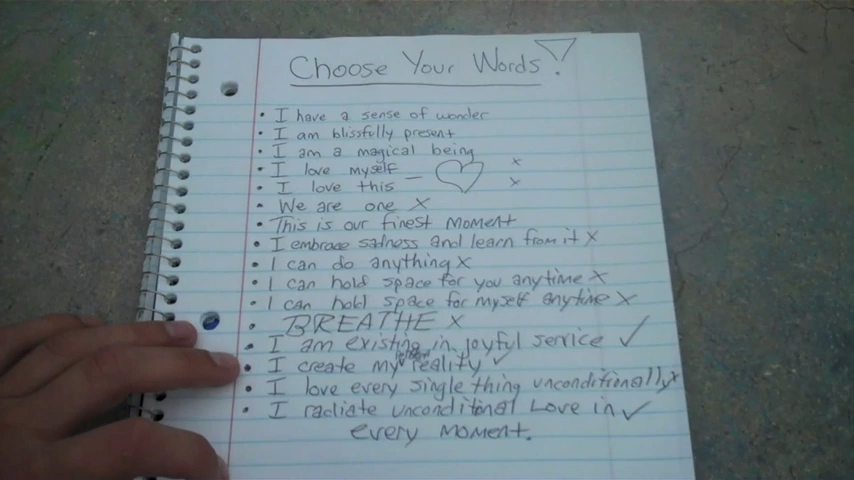 Choose Your Words!
• I have a sense of wonder
• I am blissfully present
• I am a magical being
• I love myself
• I love this —
• We are one X
• This is our finest moment
• I embrace sadness and learn from it X
• I can do anything X
• I can hold space for you anytime X
• I can hold space for myself anytime X
• BREATHE X
• I am existing in joyful service ✓
• I create my reality ✓
• I love every single thing unconditionally
• I radiate unconditional Love in ✓
every moment.